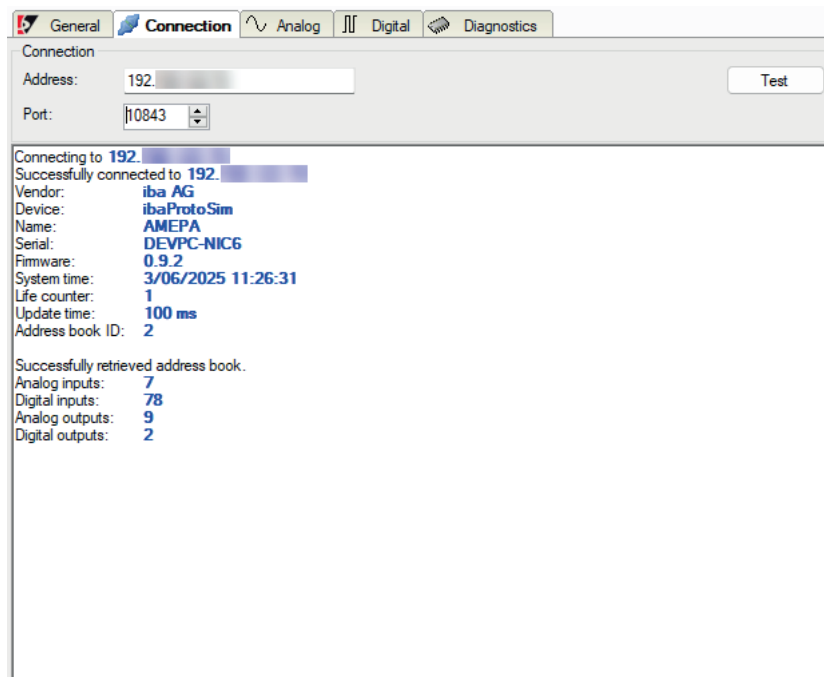 General Connection Analog Digital Diagnostics
Connection
Address: 192. Test
Port: 10843
Connecting to 192.
Successfully connected to 192.
Vendor: iba AG
Device: ibaProtoSim
Name: AMEPA
Serial: DEVPC-NIC6
Firmware: 0.9.2
System time: 3/06/2025 11:26:31
Life counter: 1
Update time: 100 ms
Address book ID: 2
Successfully retrieved address book.
Analog inputs: 7
Digital inputs: 78
Analog outputs: 9
Digital outputs: 2